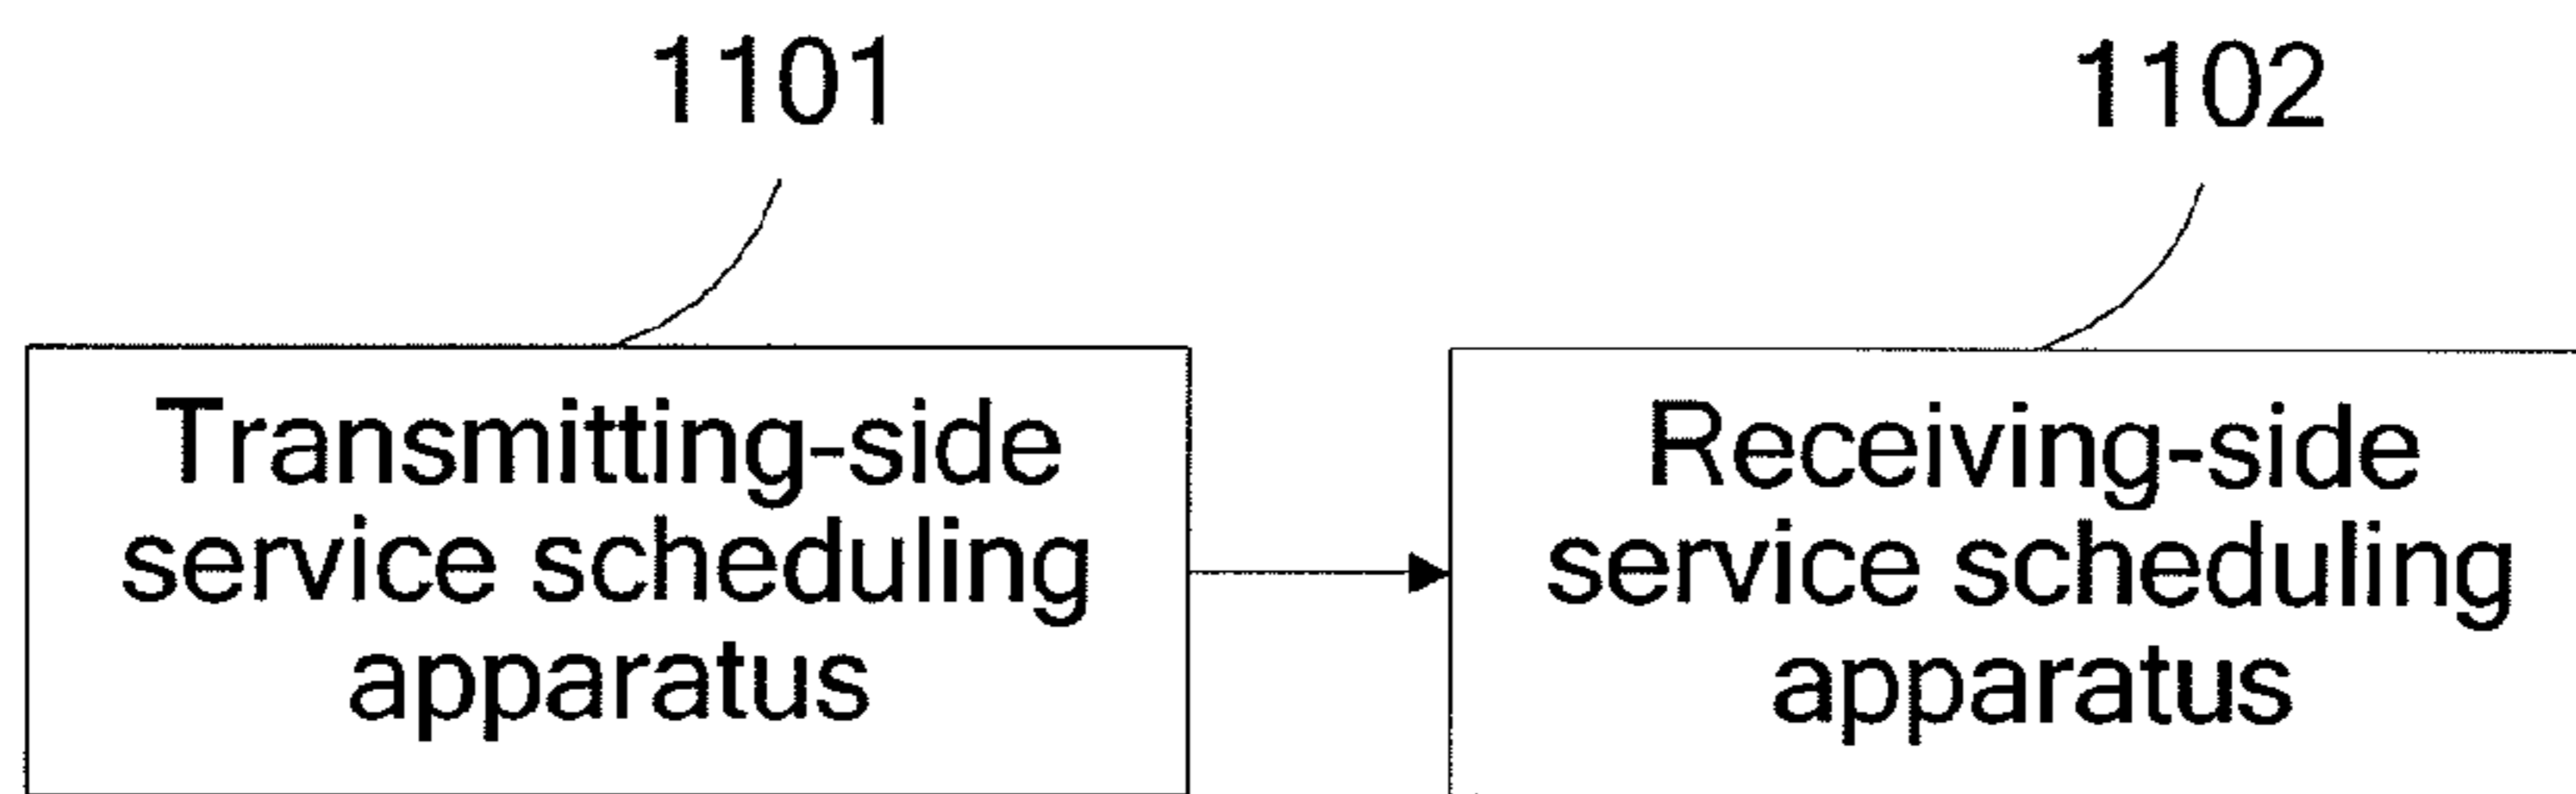 1101
1102
Transmitting-side
service scheduling
apparatus
Receiving-side
service scheduling
apparatus